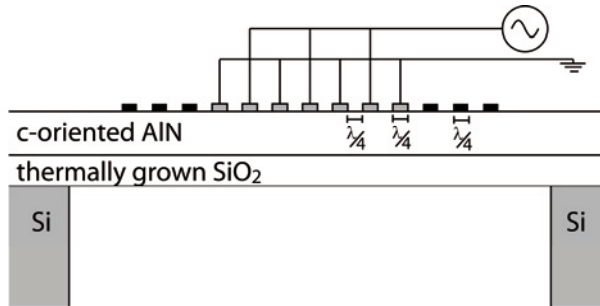 c-oriented AlN
λ/4 λ/4 λ/4
thermally grown SiO₂
Si Si